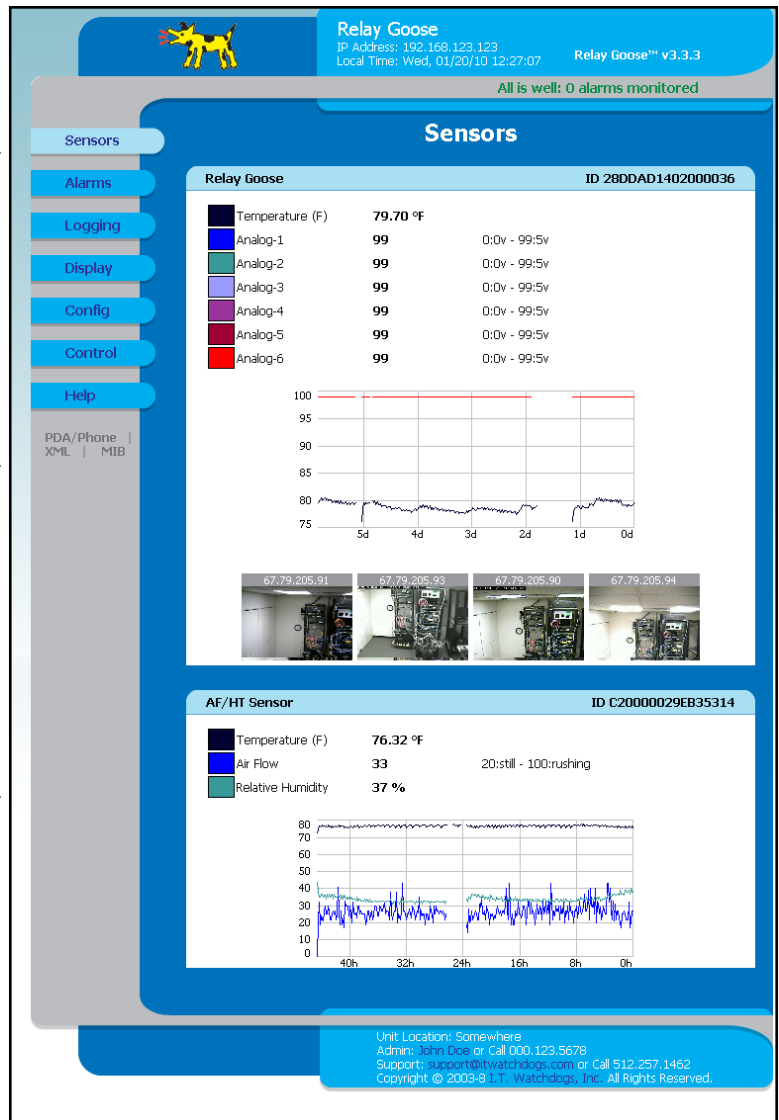 Relay Goose
IP Address: 192.168.123.123
Local Time: Wed, 01/20/10 12:27:07
Relay Goose™ v3.3.3
All is well: 0 alarms monitored
Sensors
Alarms
Logging
Display
Config
Control
Help
PDA/Phone |
XML | MIB
Sensors
Relay Goose ID 28DDAD1402000036
Temperature (F) 79.70 ºF
Analog-1 99 0:0v - 99:5v
Analog-2 99 0:0v - 99:5v
Analog-3 99 0:0v - 99:5v
Analog-4 99 0:0v - 99:5v
Analog-5 99 0:0v - 99:5v
Analog-6 99 0:0v - 99:5v
100
95
90
85
80
75
5d 4d 3d 2d 1d 0d
67.79.205.91 67.79.205.93 67.79.205.90 67.79.205.94
AF/HT Sensor ID C20000029EB35314
Temperature (F) 76.32 ºF
Air Flow 33 20:still - 100:rushing
Relative Humidity 37 %
80
70
60
50
40
30
20
10
0
40h 32h 24h 16h 8h 0h
Unit Location: Somewhere
Admin: John Doe or Call 000.123.5678
Support: support@itwatchdogs.com or Call 512.257.1462
Copyright © 2003-8 I.T. Watchdogs, Inc. All Rights Reserved.